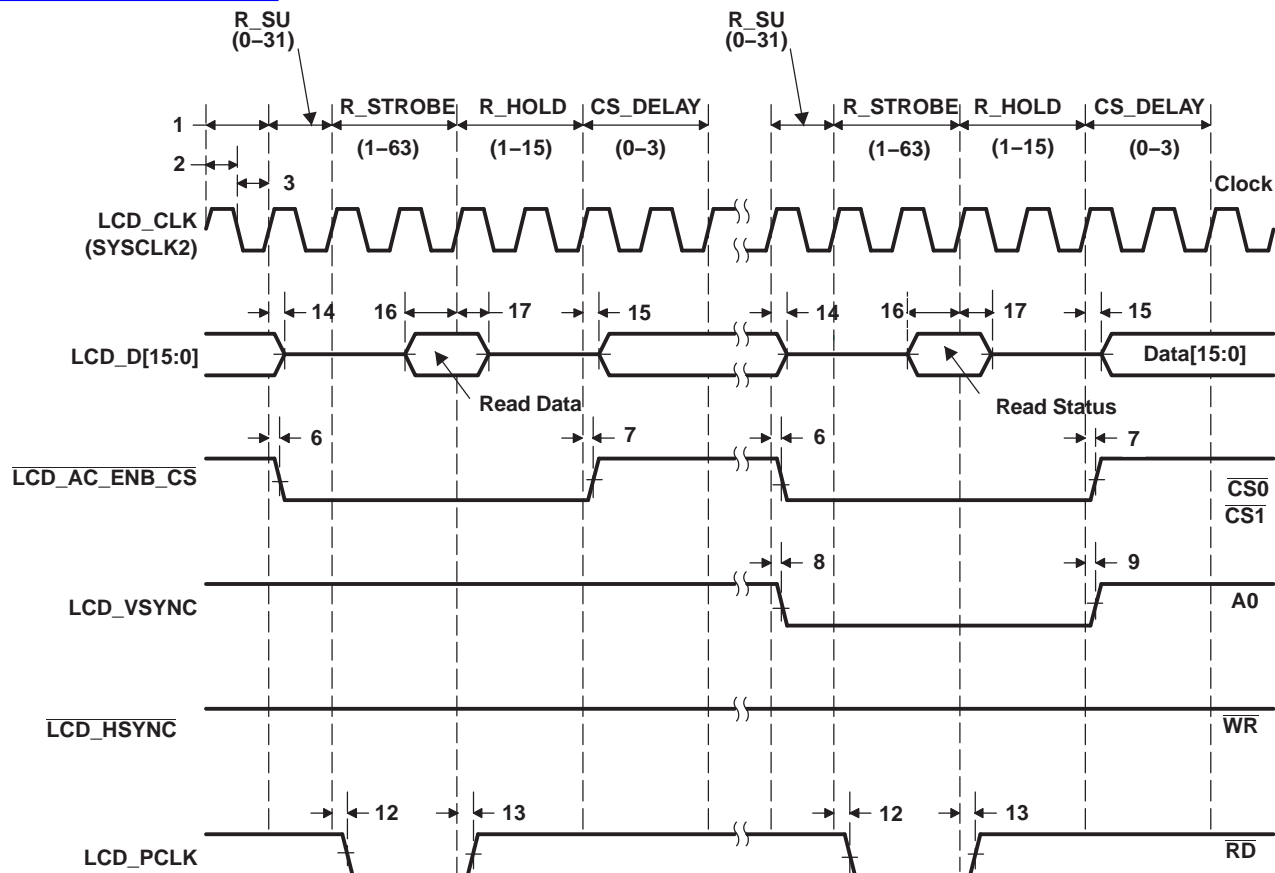 R_SU
(0–31)
R_SU
(0–31)
R_STROBE R_HOLD CS_DELAY
R_STROBE R_HOLD CS_DELAY
1
(1–63) (1–15) (0–3)
(1–63) (1–15) (0–3)
2
3
Clock
LCD_CLK
(SYSCLK2)
14 16 17 15
14 16 17 15
LCD_D[15:0]
Data[15:0]
Read Data
Read Status
6 7
6 7
LCD_AC_ENB_CS
CS0
CS1
8 9
LCD_VSYNC
A0
LCD_HSYNC
WR
12 13
12 13
LCD_PCLK
RD